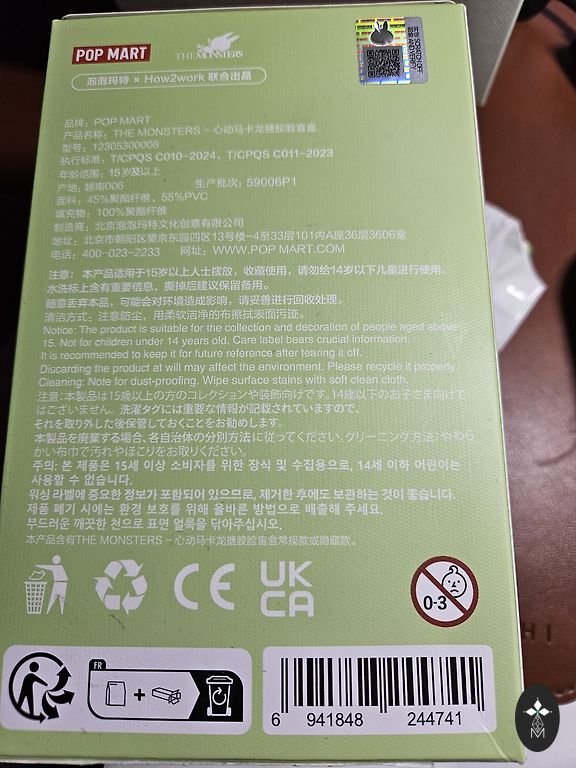 POP MART
THE MONSTERS
泡泡玛特 × How2work 联合出品
品牌：POP MART
产品名称：THE MONSTERS – 心动马卡龙搪胶脸盲盒
型号：12305300008
执行标准：T/CPQS C010-2024、T/CPQS C011-2023
年龄范围：15岁及以上
产地：越南006 生产批次：59006P1
面料：45%聚酯纤维、55%PVC
填充物：100%聚酯纤维
制造商：北京泡泡玛特文化创意有限公司
地址：北京市朝阳区望京东园四区13号楼-4至33层101内A座36层3606室
电话：400-023-2233 网址：WWW.POP MART.COM
注意：本产品适用于15岁以上人士摆放，收藏使用，请勿给14岁以下儿童进行使用。
水洗标上含有重要信息，撕掉后建议保留备用。
随意丢弃本品，可能会对环境造成影响，请妥善进行回收处理。
清洁方式：注意防尘，用柔软洁净的布擦拭表面污迹。
Notice: The product is suitable for the collection and decoration of people aged above
15. Not for children under 14 years old. Care label bears crucial information.
It is recommended to keep it for future reference after tearing it off.
Discarding the product at will may affect the environment. Please recycle it properly.
Cleaning: Note for dust-proofing. Wipe surface stains with soft clean cloth.
注意:本製品は15歳以上の方のコレクションや装飾向けです。14歳以下のお子さま向けて
はございません。洗濯タグには重要な情報が記載されていますので、
それを取り外した後保管しておくことをお勧めします。
本製品を廃棄する場合、各自治体の分別方法に従ってください。クリーニング方法：やわら
かい布巾で汚れやほこりをお取りください。
주의: 본 제품은 15세 이상 소비자를 위한 장식 및 수집용으로, 14세 이하 어린이는
사용할 수 없습니다.
워싱 라벨에 중요한 정보가 포함되어 있으므로, 제거한 후에도 보관하는 것이 좋습니다.
제품 폐기 시에는 환경 보호를 위해 올바른 방법으로 배출해 주세요.
부드러운 깨끗한 천으로 표면 얼룩을 닦아주십시오.
本产品含有THE MONSTERS – 心动马卡龙搪胶脸盲盒常规款或隐藏款。
CE
UK
CA
0-3
FR
6 941848 244741